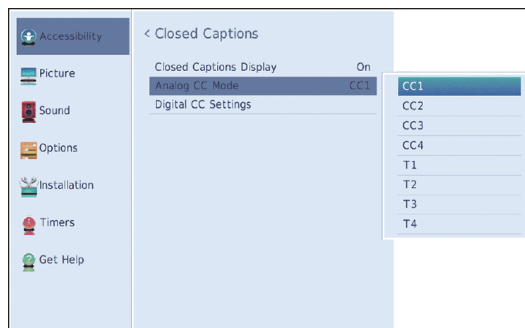 Accessibility
Picture
Sound
Options
Installation
Timers
Get Help
< Closed Captions
Closed Captions Display On
Analog CC Mode CC1
Digital CC Settings
CC1
CC2
CC3
CC4
T1
T2
T3
T4